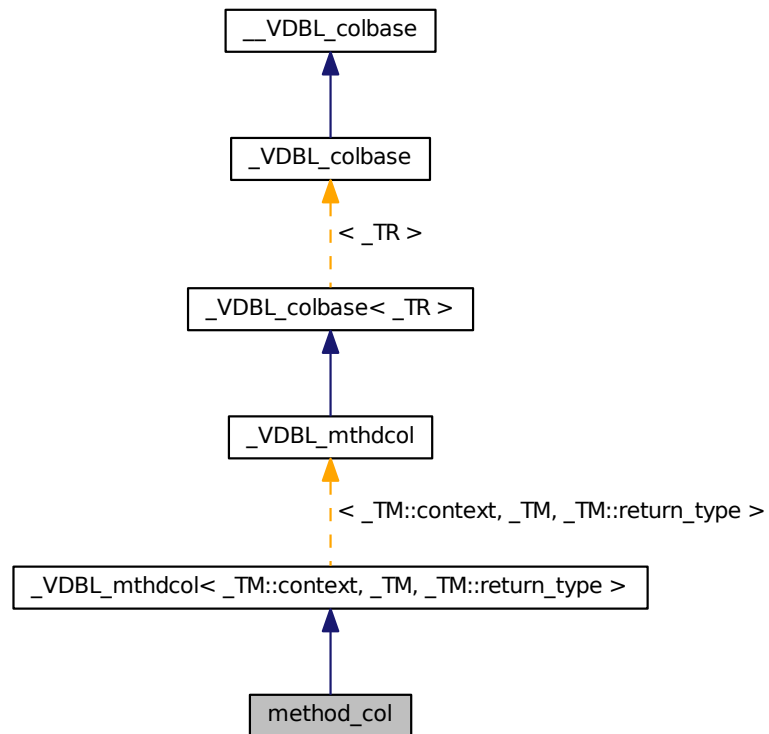 __VDBL_colbase
_VDBL_colbase
< _TR >
_VDBL_colbase< _TR >
_VDBL_mthdcol
< _TM::context, _TM, _TM::return_type >
_VDBL_mthdcol< _TM::context, _TM, _TM::return_type >
method_col